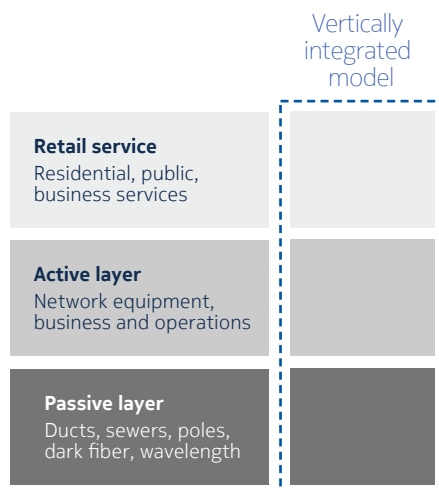 Vertically
integrated
model
Retail service
Residential, public,
business services
Active layer
Network equipment,
business and operations
Passive layer
Ducts, sewers, poles,
dark fiber, wavelength